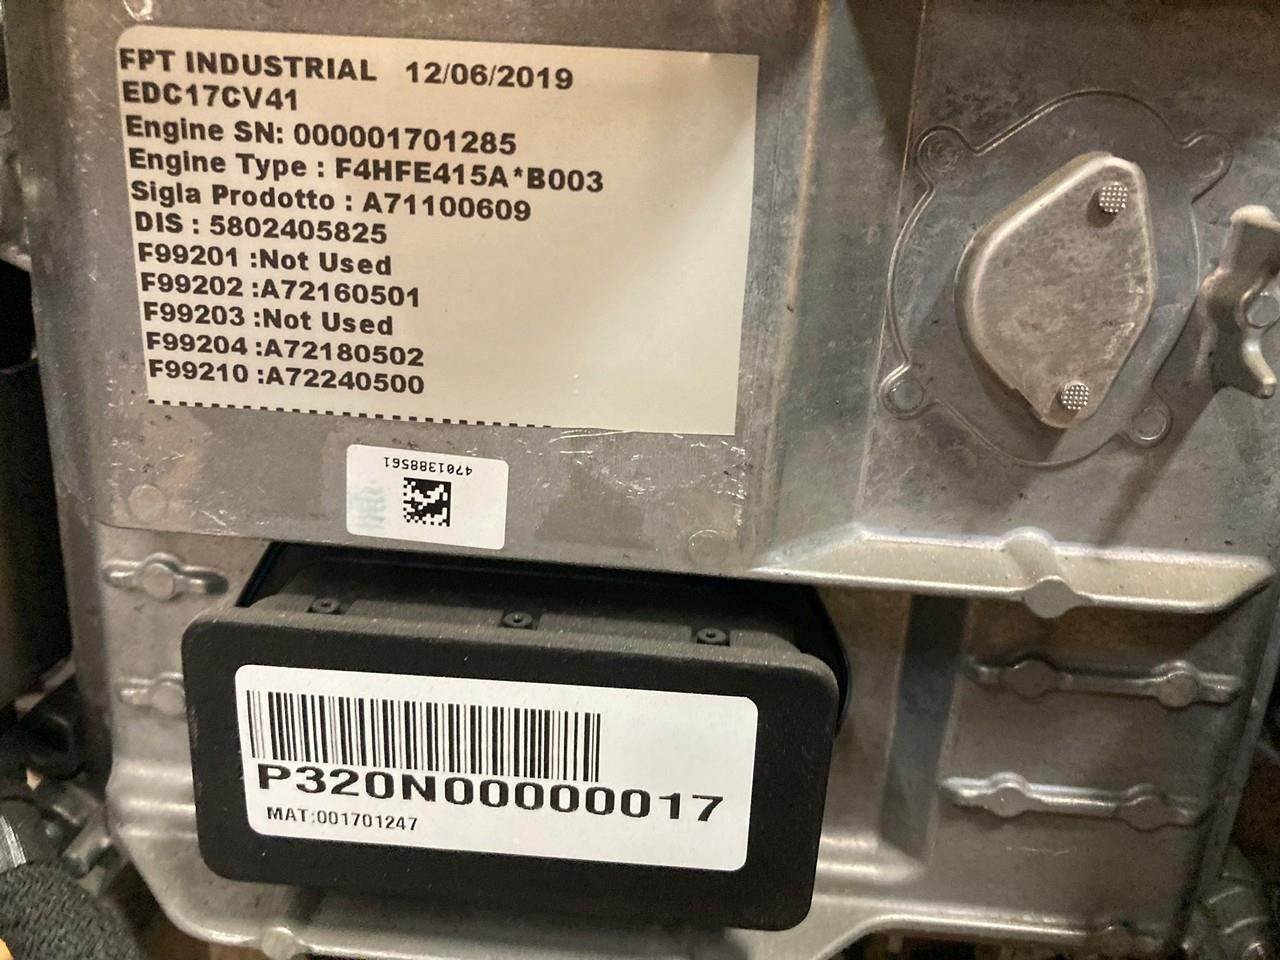 FPT INDUSTRIAL 12/06/2019
EDC17CV41
Engine SN: 000001701285
Engine Type : F4HFE415A*B003
Sigla Prodotto : A71100609
DIS : 5802405825
F99201 :Not Used
F99202 :A72160501
F99203 :Not Used
F99204 :A72180502
F99210 :A72240500
4701388561
P320N00000017
MAT:001701247